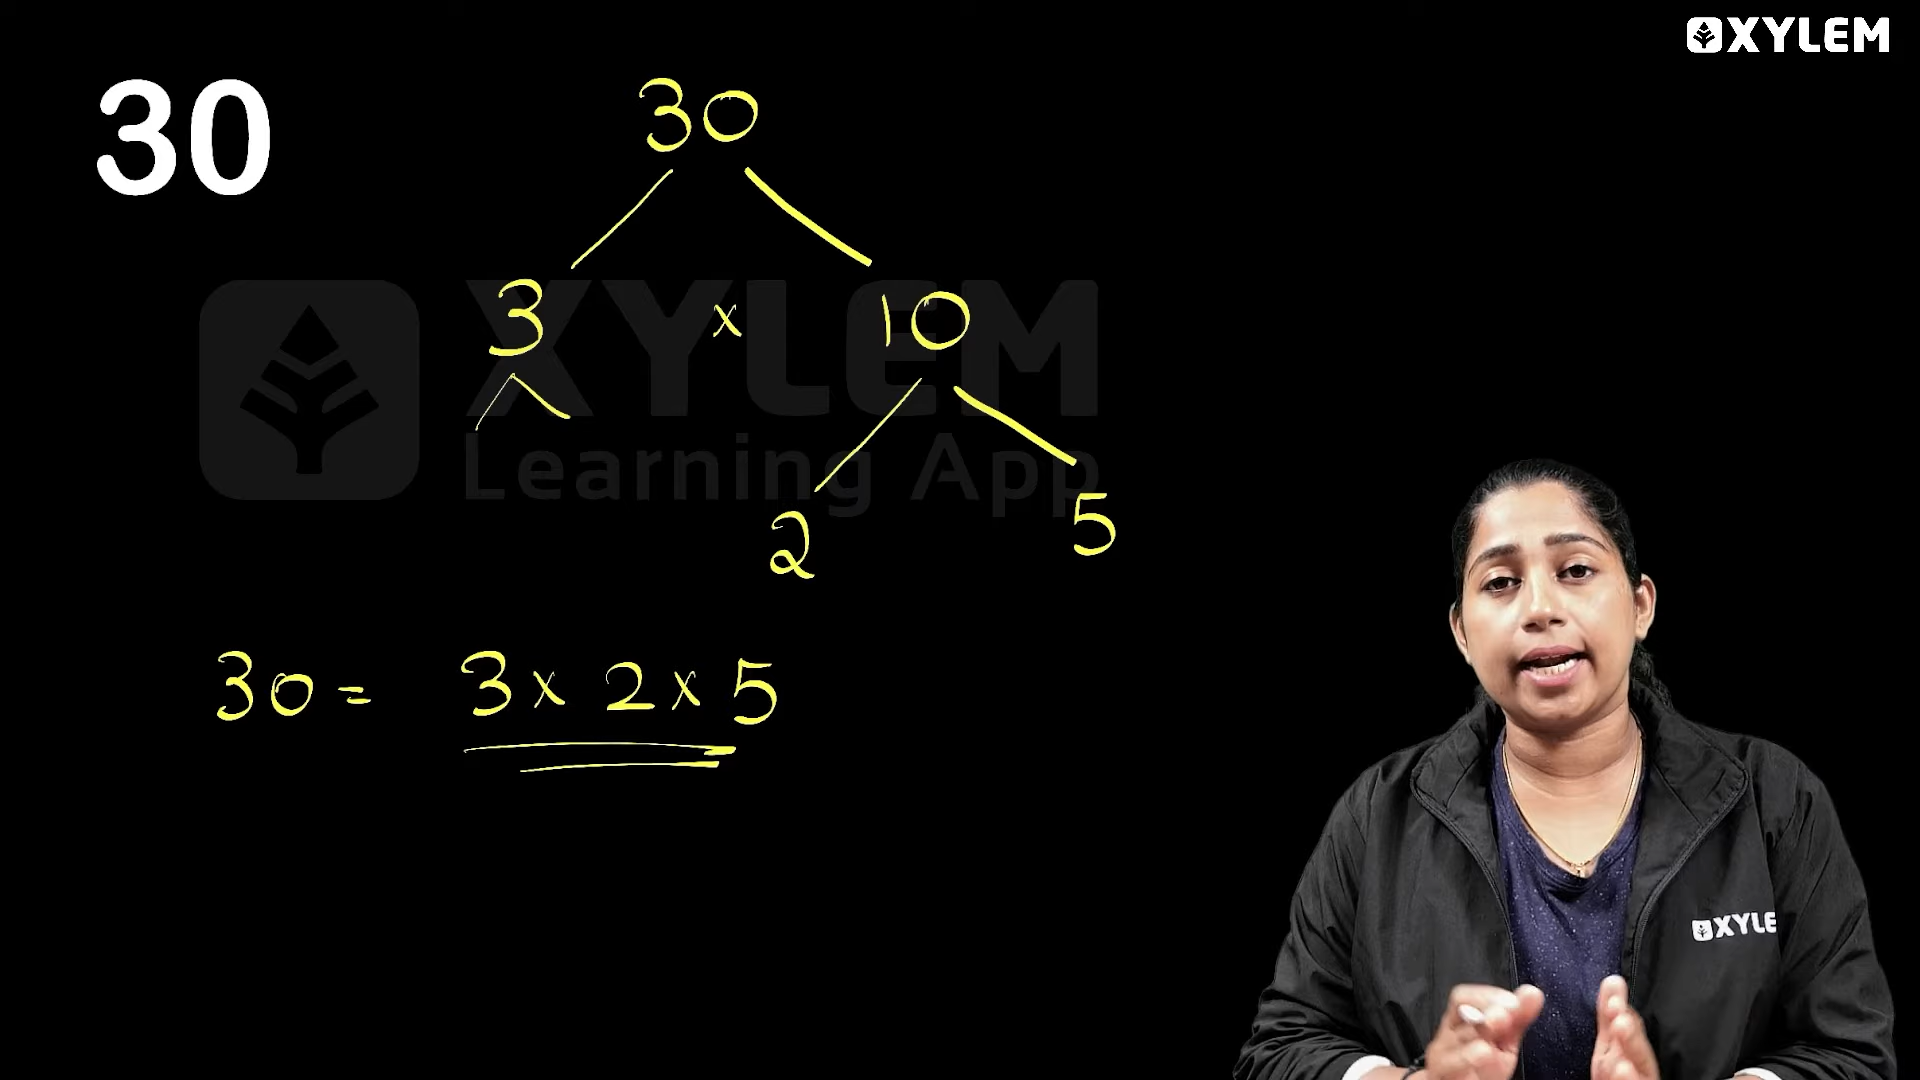 XYLEM
30
30
3 x 10
2 5
30 = 3 x 2 x 5
XYLEM
Learning App
XYLE